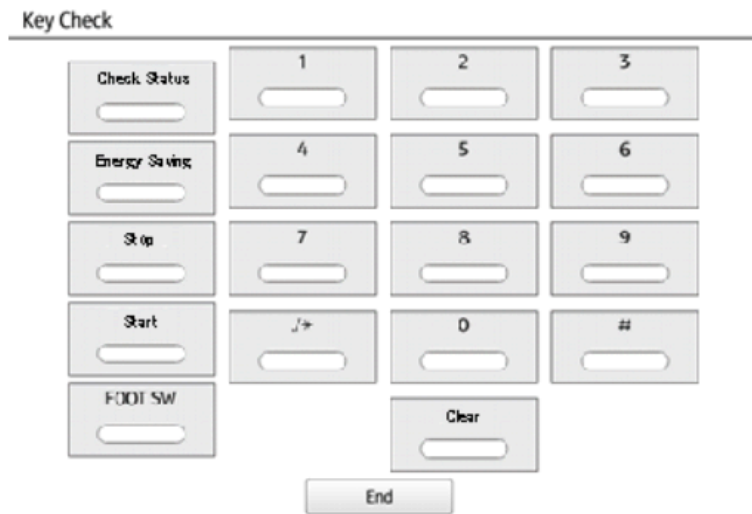 Key Check
Check Status
1
2
3
Energy Saving
4
5
6
Stop
7
8
9
Start
./*
0
#
FOOT SW
Clear
End